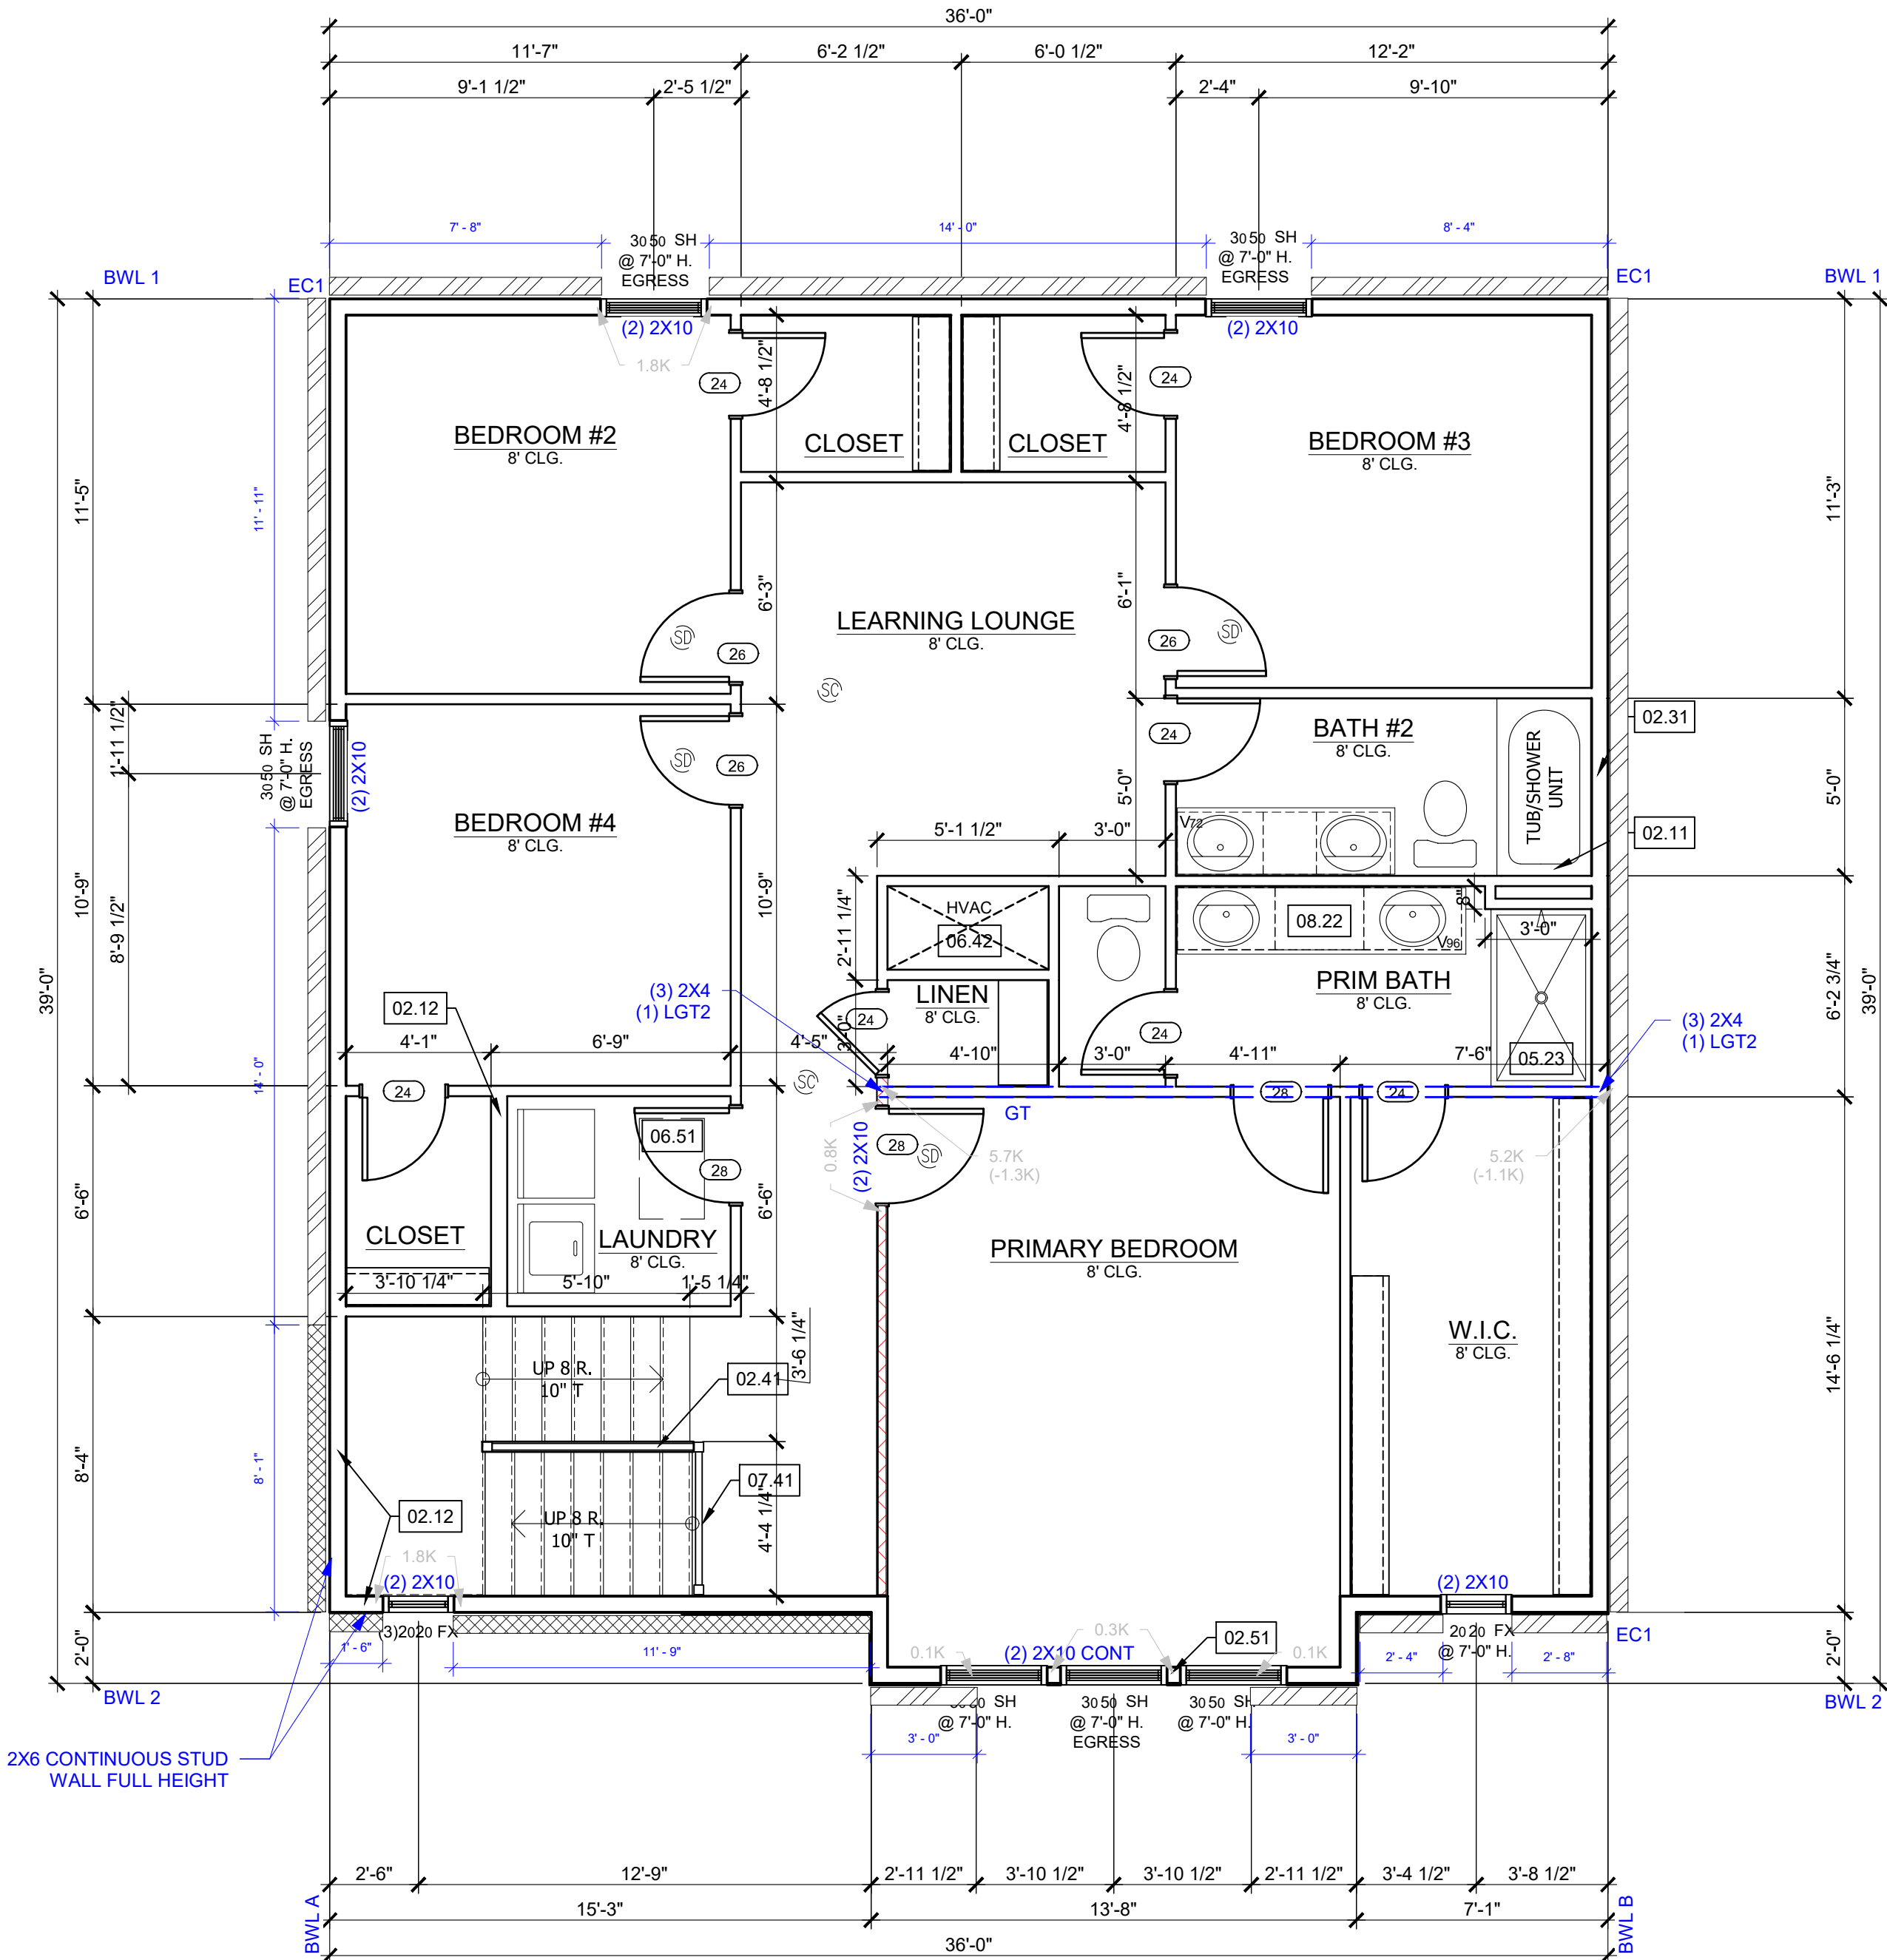 36'-0"
11'-7"
6'-2 1/2"
6'-0 1/2"
12'-2"
9'-1 1/2"
2'-5 1/2"
2'-4"
9'-10"
7' - 8"
14' - 0"
8' - 4"
3050 SH
@ 7'-0" H.
EGRESS
3050 SH
@ 7'-0" H.
EGRESS
BWL 1
EC1
EC1
BWL 1
(2) 2X10
(2) 2X10
1.8K
24
4'-8 1/2"
4'-8 1/2"
24
BEDROOM #2
8' CLG.
CLOSET
CLOSET
BEDROOM #3
8' CLG.
11'-5"
11' - 11"
11'-3"
6'-3"
6'-1"
LEARNING LOUNGE
8' CLG.
SD
26
26
SD
SC
1'-11 1/2"
3050 SH
@ 7'-0" H.
EGRESS
(2) 2X10
SD
26
24
BATH #2
8' CLG.
TUB/SHOWER
UNIT
02.31
5'-0"
5'-0"
02.11
BEDROOM #4
8' CLG.
V72
5'-1 1/2"
3'-0"
10'-9"
8'-9 1/2"
10'-9"
39'-0"
2'-11 1/4"
HVAC
06.42
08.22
V96
8"
3'-0"
6'-2 3/4"
39'-0"
(3) 2X4
(1) LGT2
LINEN
8' CLG.
PRIM BATH
8' CLG.
02.12
24
3'-0"
24
(3) 2X4
(1) LGT2
4'-1"
6'-9"
4'-5"
4'-10"
3'-0"
4'-11"
7'-6"
05.23
14' - 0"
24
SC
28
24
GT
06.51
0.8K
(2) 2X10
28
SD
5.7K
(-1.3K)
5.2K
(-1.1K)
28
6'-6"
6'-6"
CLOSET
LAUNDRY
8' CLG.
PRIMARY BEDROOM
8' CLG.
3'-10 1/4"
5'-10"
1'-5 1/4"
W.I.C.
8' CLG.
14'-6 1/4"
3'-6 1/4"
UP 8 R.
10" T
02.41
8'-4"
8' - 1"
07.41
4'-4 1/4"
02.12
UP 8 R.
10" T
1.8K
(2) 2X10
(2) 2X10
(3)2020 FX
1' - 6"
11' - 9"
0.1K
(2) 2X10 CONT
0.3K
02.51
0.1K
2' - 4"
2020 FX
@ 7'-0" H.
2' - 8"
EC1
2'-0"
2'-0"
BWL 2
BWL 2
SH
@ 7'-0" H.
3050 SH
@ 7'-0" H.
EGRESS
3050 SH
@ 7'-0" H.
3' - 0"
3' - 0"
2X6 CONTINUOUS STUD
WALL FULL HEIGHT
2'-6"
12'-9"
2'-11 1/2"
3'-10 1/2"
3'-10 1/2"
2'-11 1/2"
3'-4 1/2"
3'-8 1/2"
BWL A
15'-3"
13'-8"
7'-1"
BWL B
36'-0"